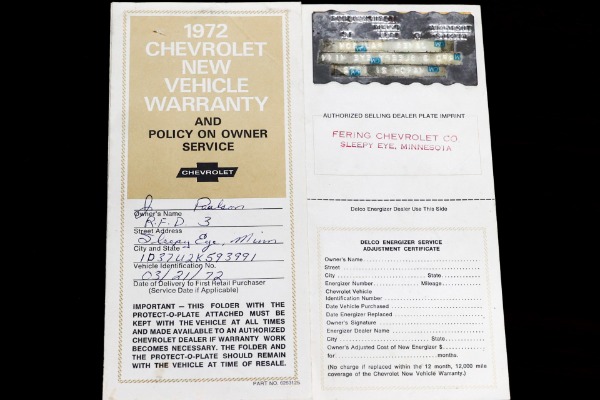 1972
CHEVROLET
NEW
VEHICLE
WARRANTY
AND
POLICY ON OWNER
SERVICE
CHEVROLET
J. Paulson
Owner's Name
R.F.D 3
Street Address
Sleepy Eye, Minn
City and State
1D37U2K593991
Vehicle Identification No.
03/21/72
Date of Delivery to First Retail Purchaser
(Service Date if Applicable)
IMPORTANT — THIS FOLDER WITH THE
PROTECT-O-PLATE ATTACHED MUST BE
KEPT WITH THE VEHICLE AT ALL TIMES
AND MADE AVAILABLE TO AN AUTHORIZED
CHEVROLET DEALER IF WARRANTY WORK
BECOMES NECESSARY. THE FOLDER AND
THE PROTECT-O-PLATE SHOULD REMAIN
WITH THE VEHICLE AT TIME OF RESALE.
PART NO.
AUTHORIZED SELLING DEALER PLATE IMPRINT
FERING CHEVROLET CO
SLEEPY EYE, MINNESOTA
Delco Energizer Dealer Use This Side
DELCO ENERGIZER SERVICE
ADJUSTMENT CERTIFICATE
Owner's Name
Street
City State
Energizer Number Mileage
Chevrolet Vehicle
Identification Number
Date Vehicle Purchased
Date Energizer Replaced
Owner's Signature
Energizer Dealer Name
City State
Owner's Adjusted Cost of New Energizer $
for months.
(No charge if replaced within the 12 month, 12,000 mile
coverage of the Chevrolet New Vehicle Warranty.)